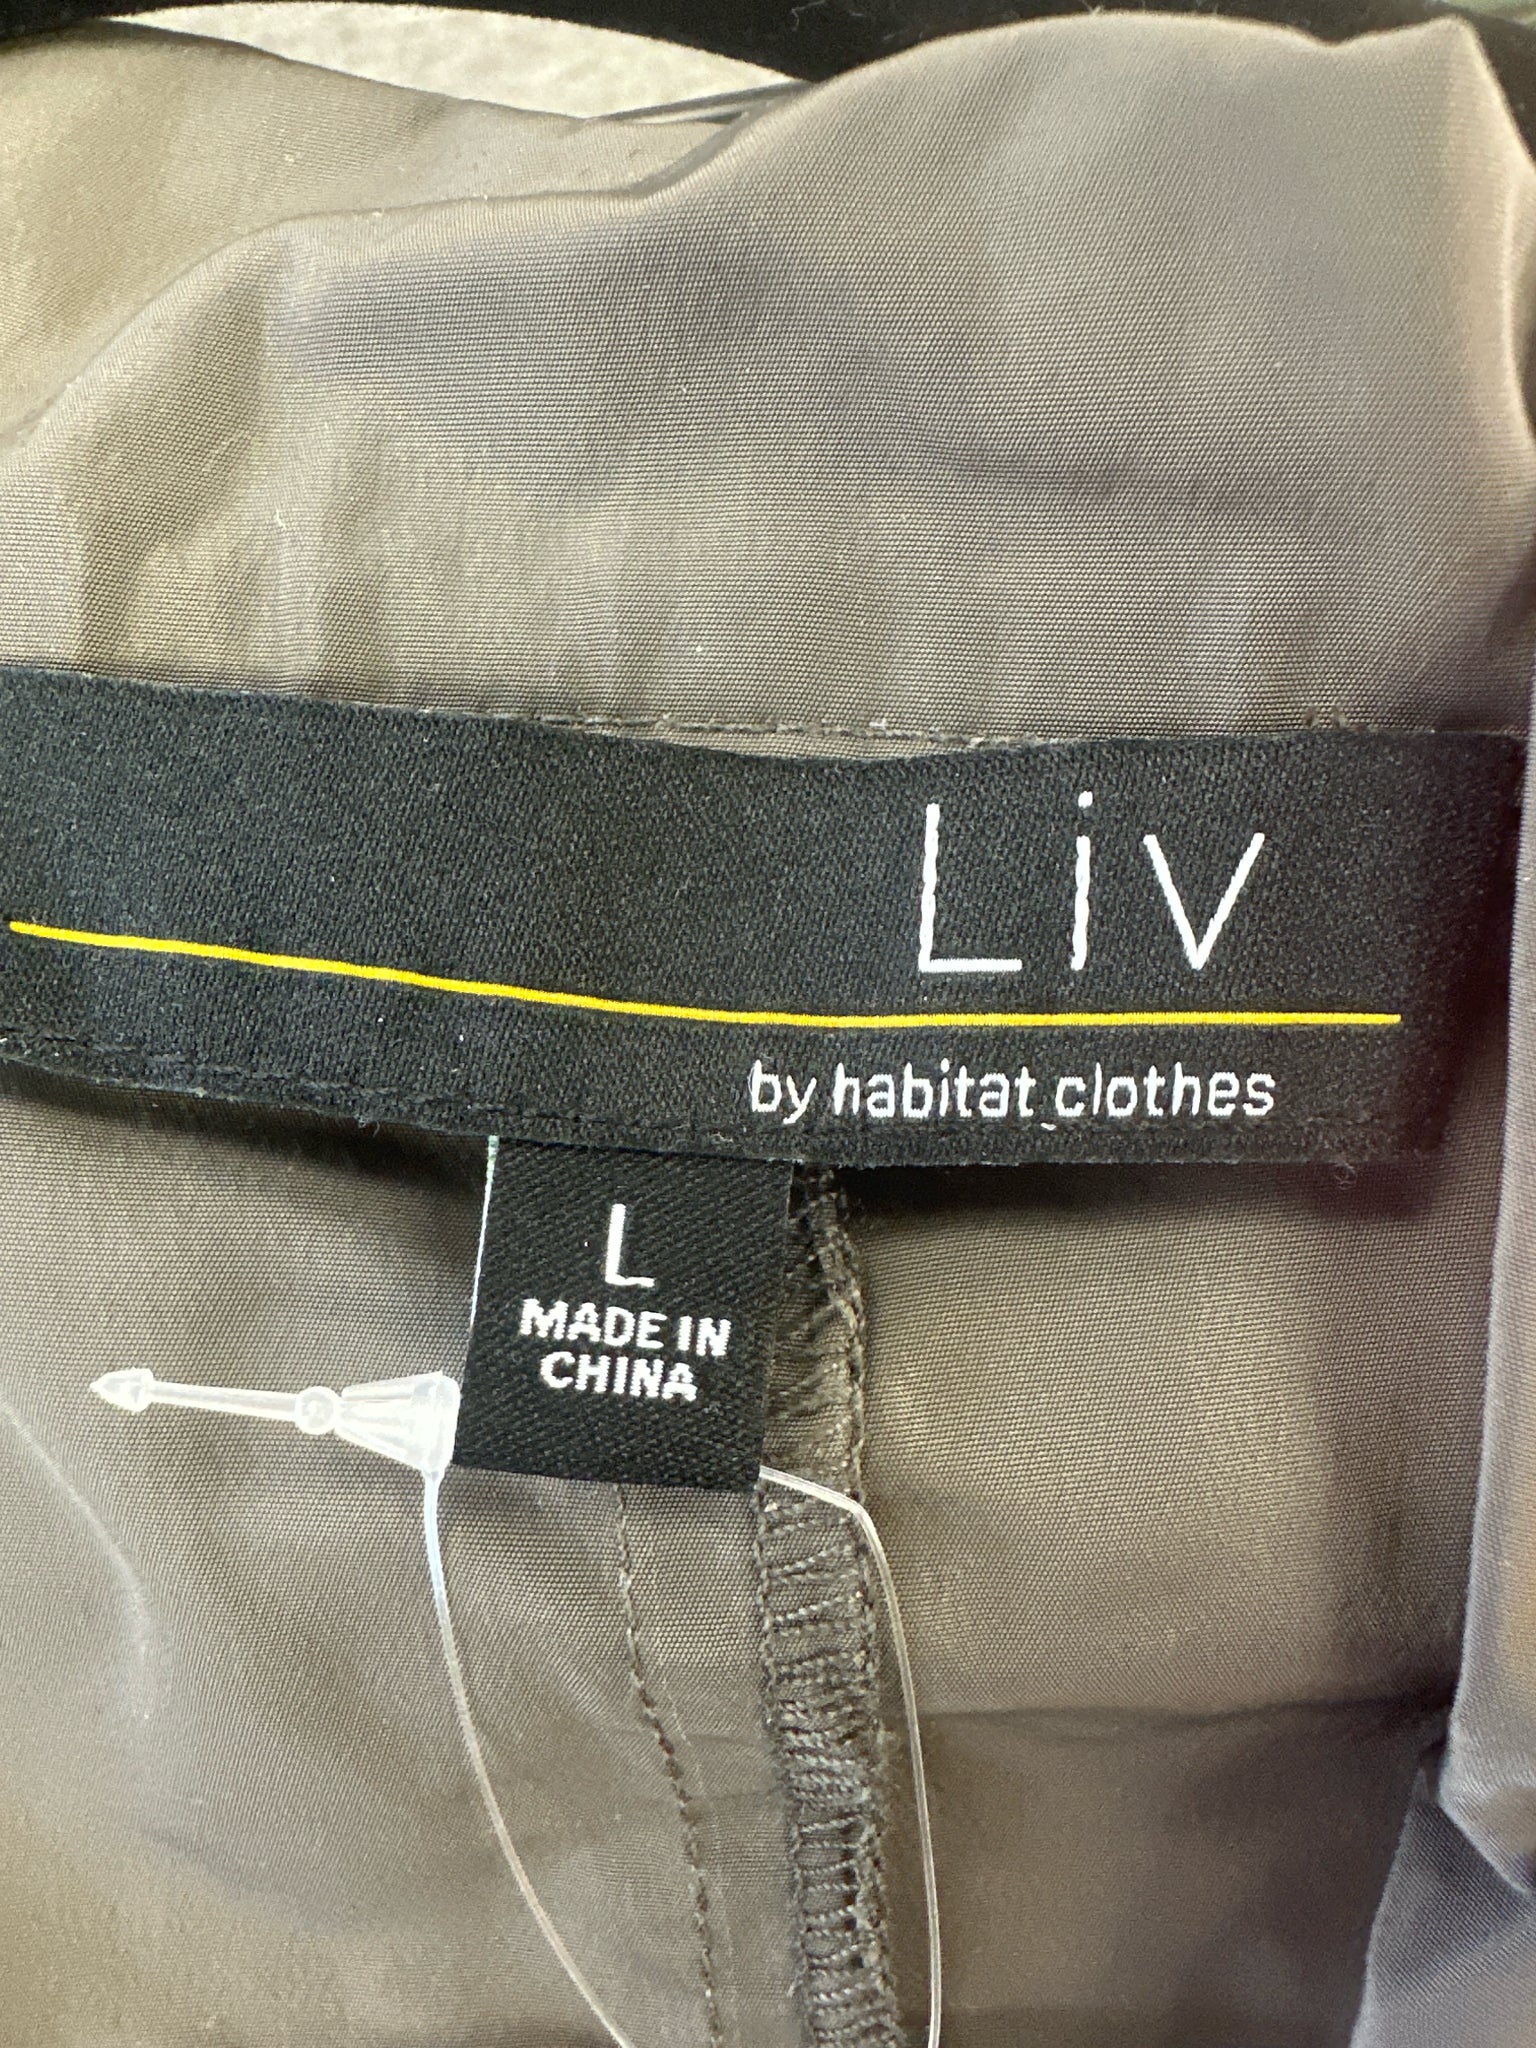 Liv
by habitat clothes
L
MADE IN
CHINA